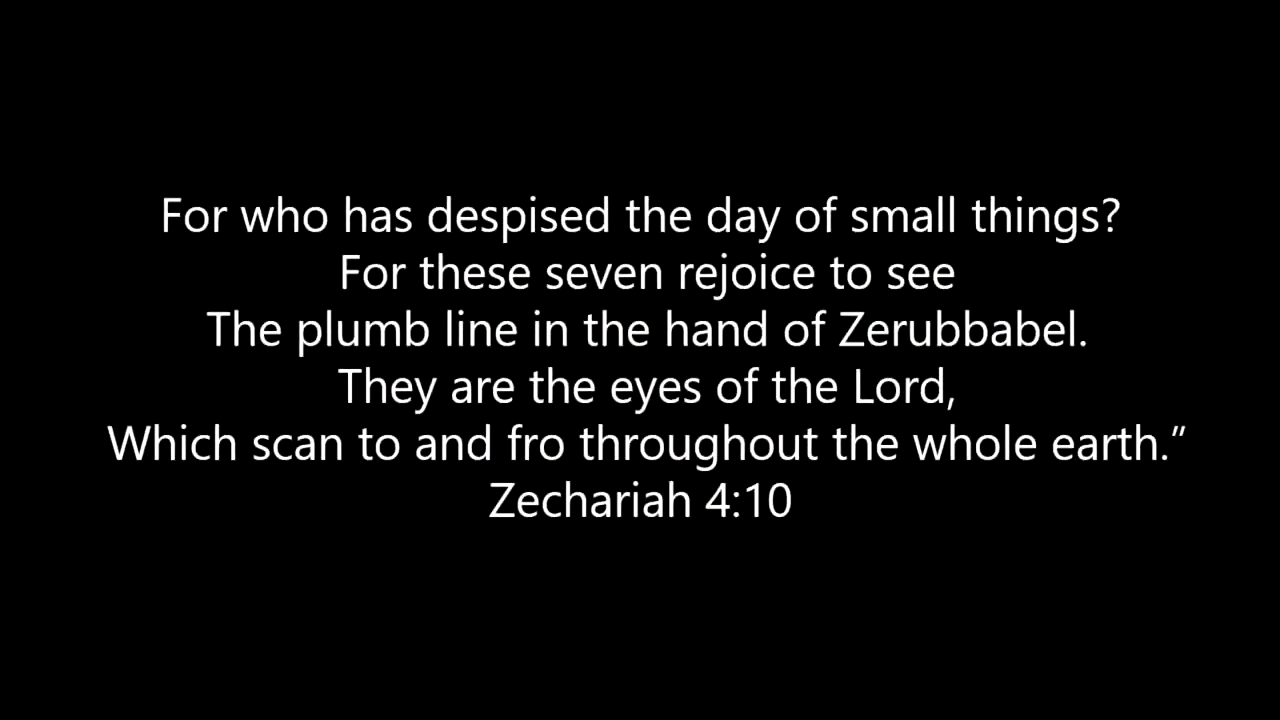 For who has despised the day of small things?
For these seven rejoice to see
The plumb line in the hand of Zerubbabel.
They are the eyes of the Lord,
Which scan to and fro throughout the whole earth.”
Zechariah 4:10